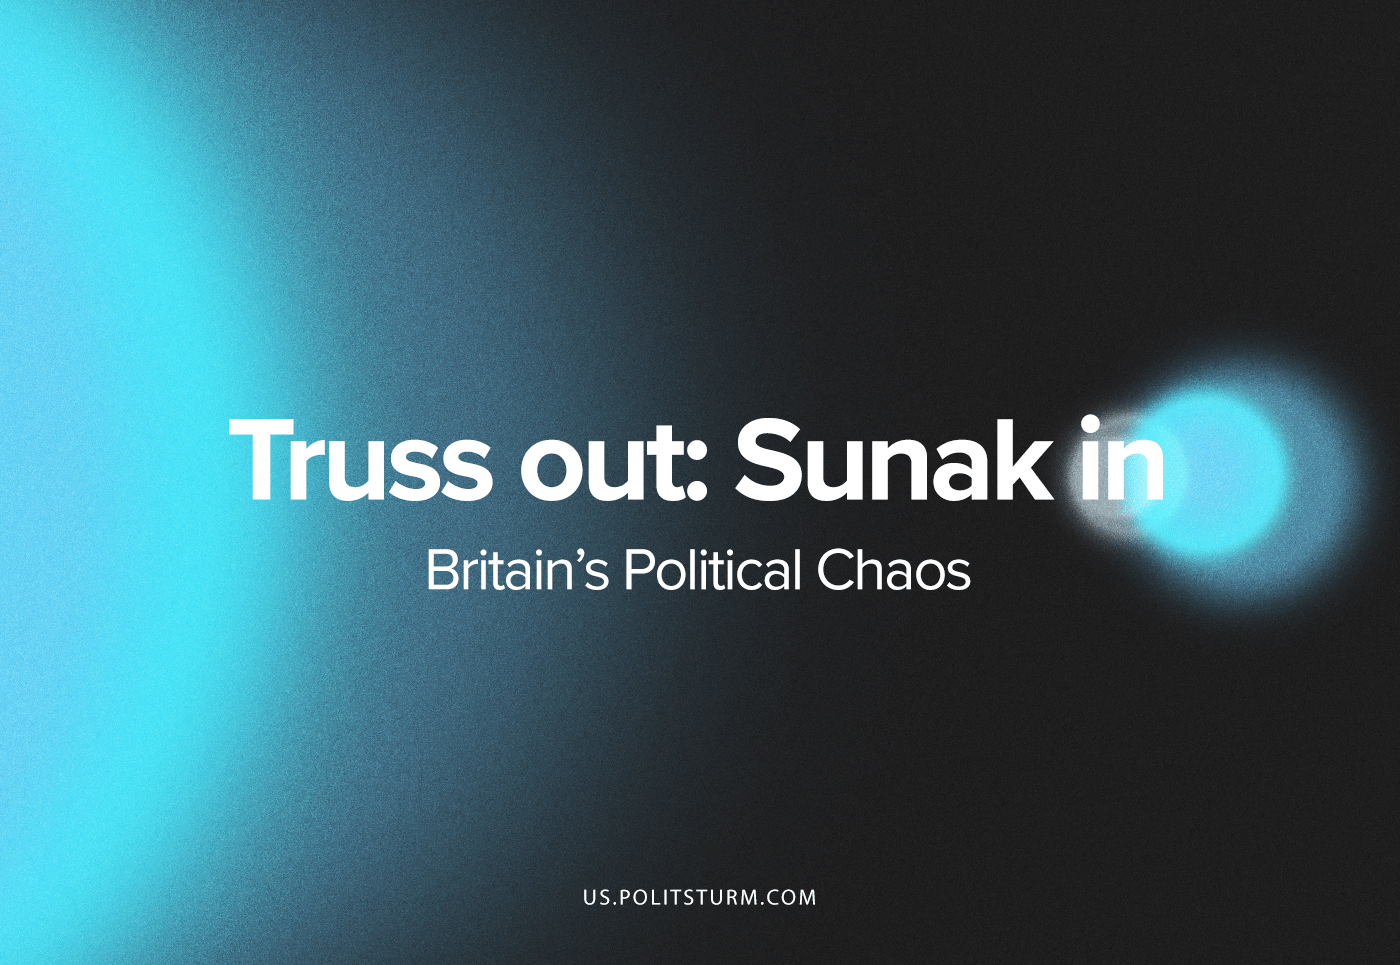 Truss out: Sunak in
Britain’s Political Chaos
US.POLITSTURM.COM